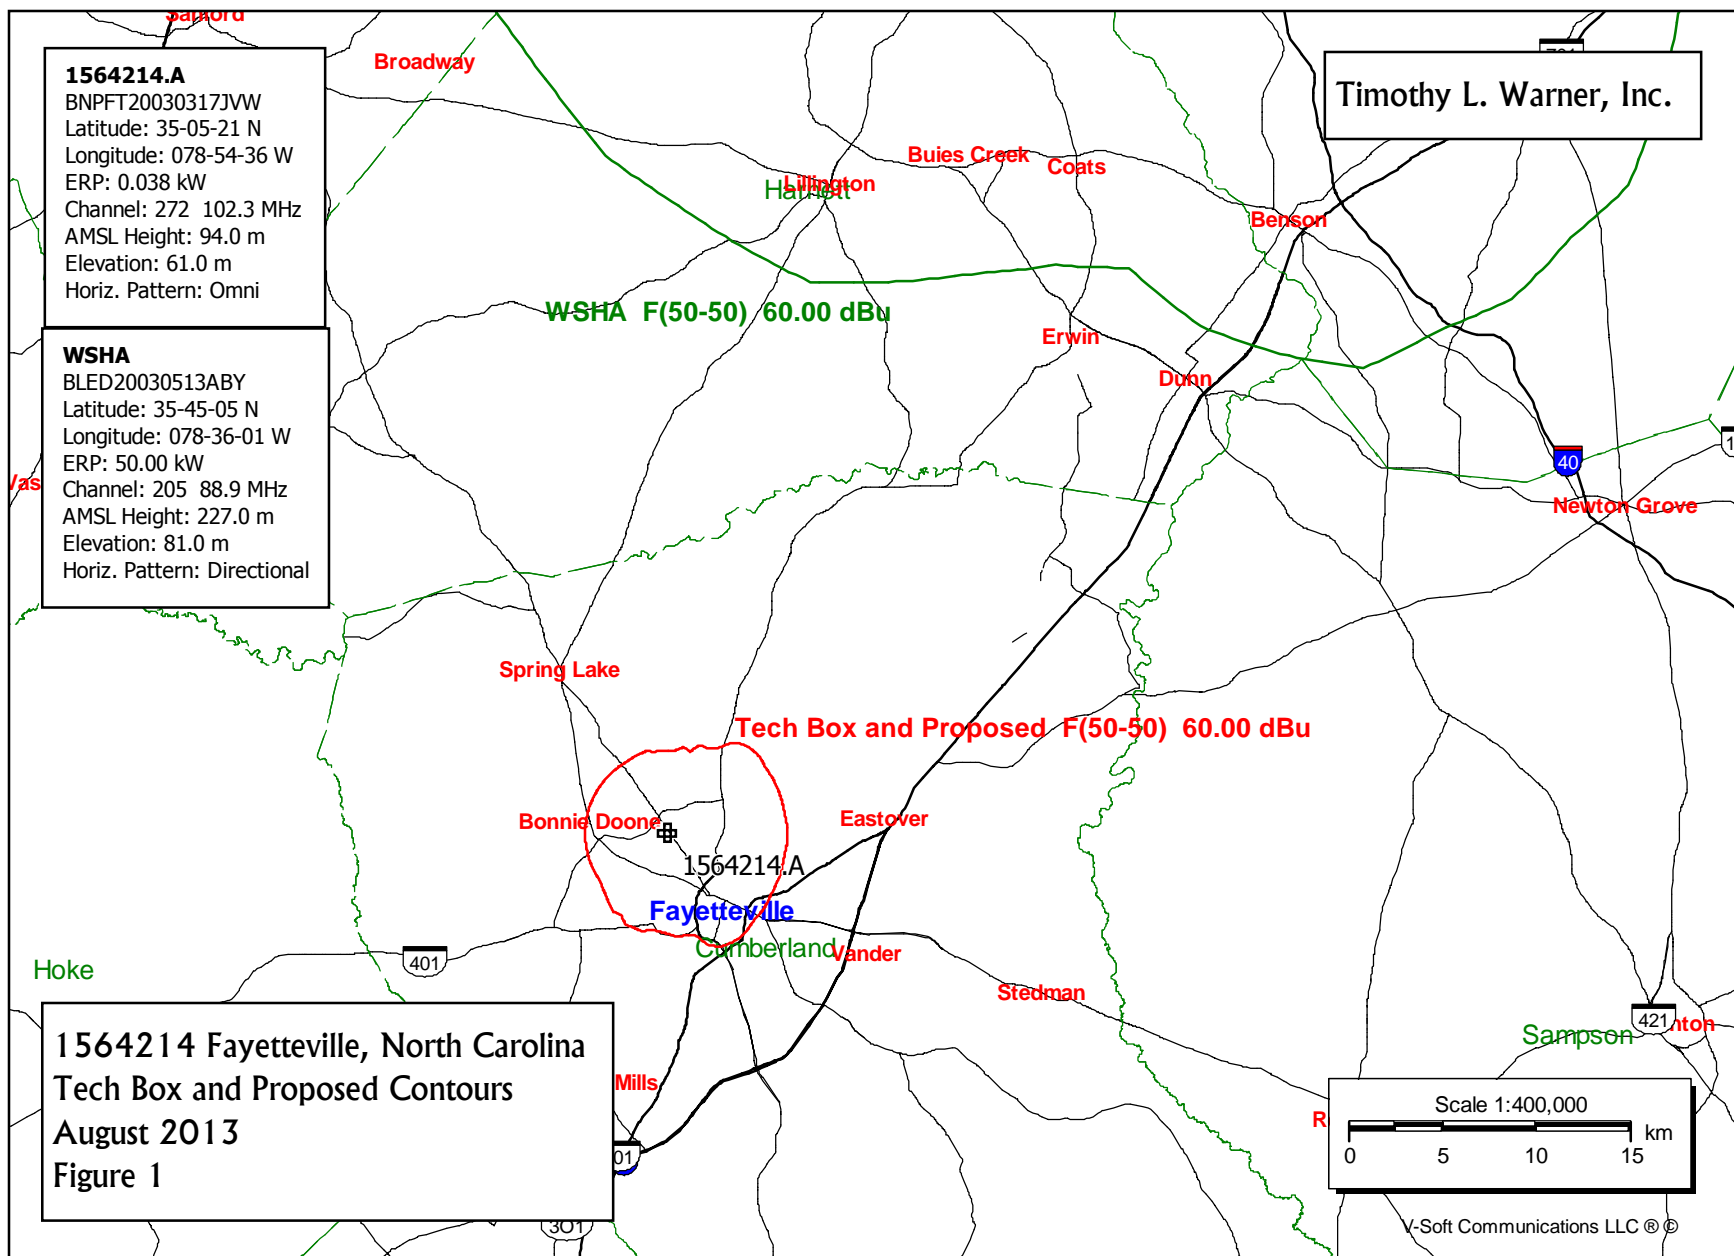 Sanford
1564214.A
BNPFT20030317JVW
Latitude: 35-05-21 N
Longitude: 078-54-36 W
ERP: 0.038 kW
Channel: 272 102.3 MHz
AMSL Height: 94.0 m
Elevation: 61.0 m
Horiz. Pattern: Omni
WSHA
BLED20030513ABY
Latitude: 35-45-05 N
Longitude: 078-36-01 W
ERP: 50.00 kW
Channel: 205 88.9 MHz
AMSL Height: 227.0 m
Elevation: 81.0 m
Horiz. Pattern: Directional
Broadway
Timothy L. Warner, Inc.
Buies Creek
Coats
Lillington
Harnett
Benson
WSHA F(50-50) 60.00 dBu
Erwin
Dunn
40
Vas
Newton Grove
Spring Lake
Tech Box and Proposed F(50-50) 60.00 dBu
Bonnie Doone
Eastover
1564214.A
Fayetteville
Cumberland
Vander
401
Hoke
Stedman
421
nton
Sampson
1564214 Fayetteville, North Carolina
Tech Box and Proposed Contours
August 2013
Figure 1
Mills
01
301
R
Scale 1:400,000
km
0 5 10 15
V-Soft Communications LLC ® ©